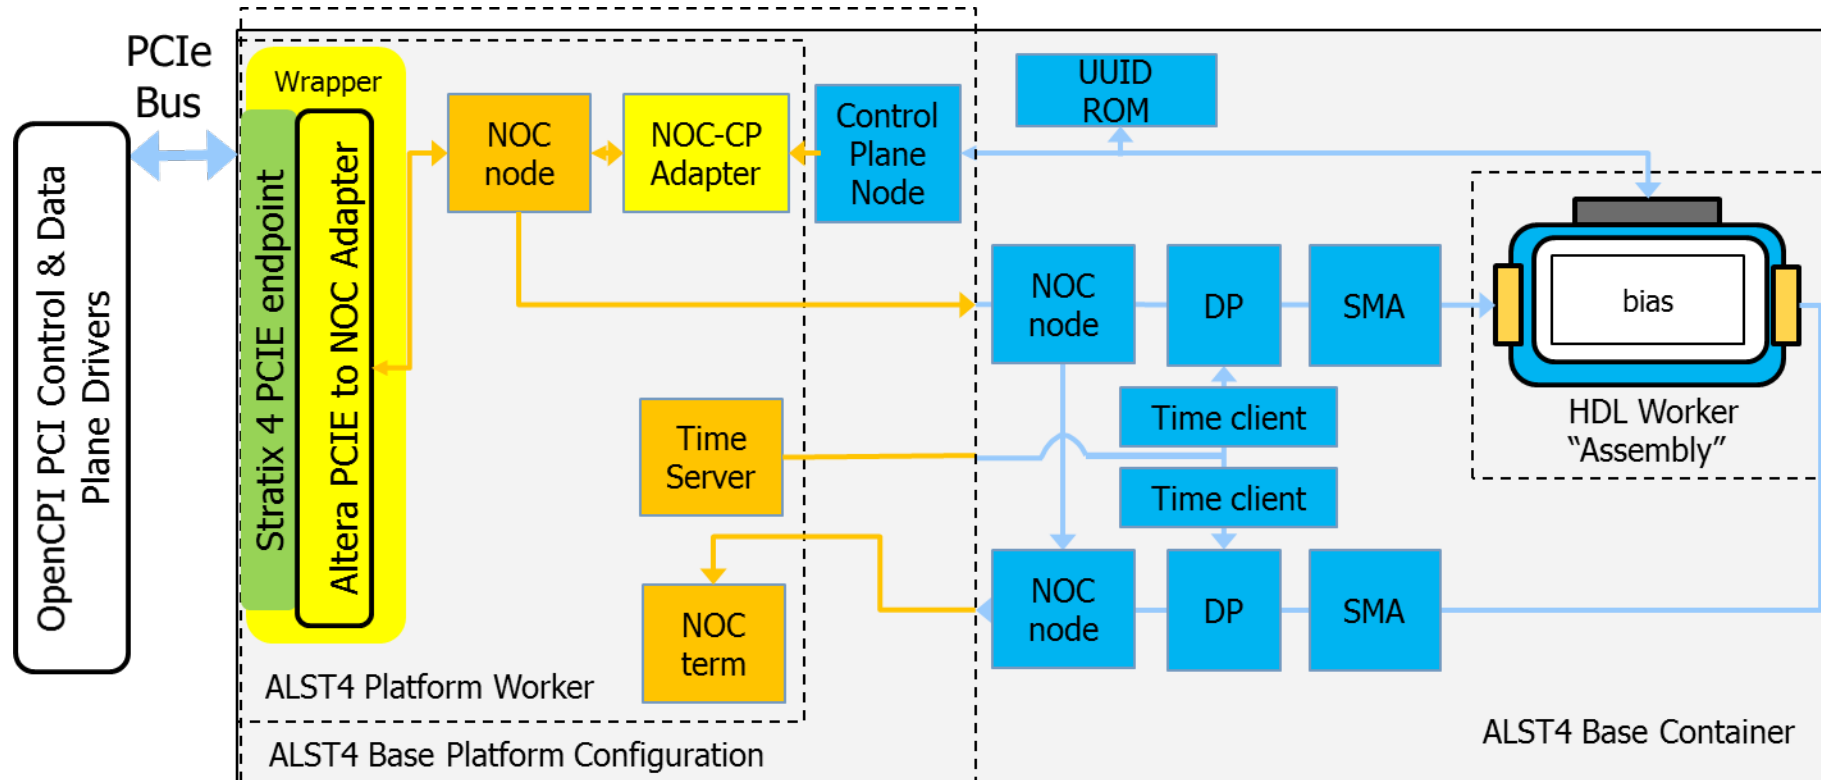 PCIe
Bus
OpenCPI PCI Control & Data
Plane Drivers
Wrapper
Stratix 4 PCIE endpoint
Altera PCIE to NOC Adapter
NOC
node
NOC-CP
Adapter
Control
Plane
Node
UUID
ROM
NOC
node
DP
SMA
bias
HDL Worker
“Assembly”
Time client
Time
Server
Time client
NOC
term
NOC
node
DP
SMA
ALST4 Platform Worker
ALST4 Base Platform Configuration
ALST4 Base Container